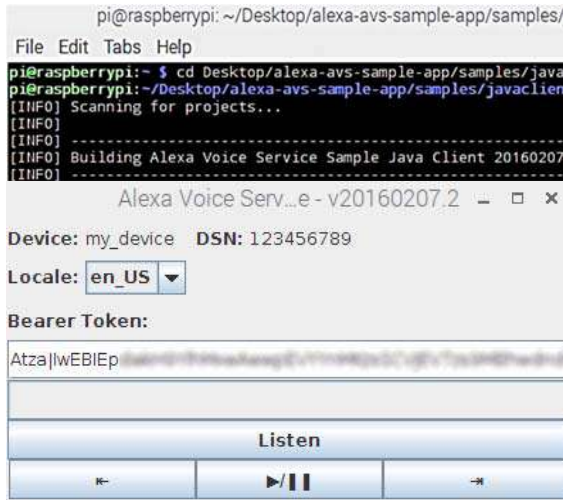 pi@raspberrypi: ~/Desktop/alexa-avs-sample-app/samples/
File Edit Tabs Help
pi@raspberrypi:~ $ cd Desktop/alexa-avs-sample-app/samples/java
pi@raspberrypi:~/Desktop/alexa-avs-sample-app/samples/javaclien
[INFO] Scanning for projects...
[INFO]
[INFO] ------------------------------------------------
[INFO] Building Alexa Voice Service Sample Java Client 20160207
[INFO] ------------------------------------------------
Alexa Voice Serv...e - v20160207.2
Device: my_device DSN: 123456789
Locale: en_US
Bearer Token:
Atza|IwEBIEp
Listen